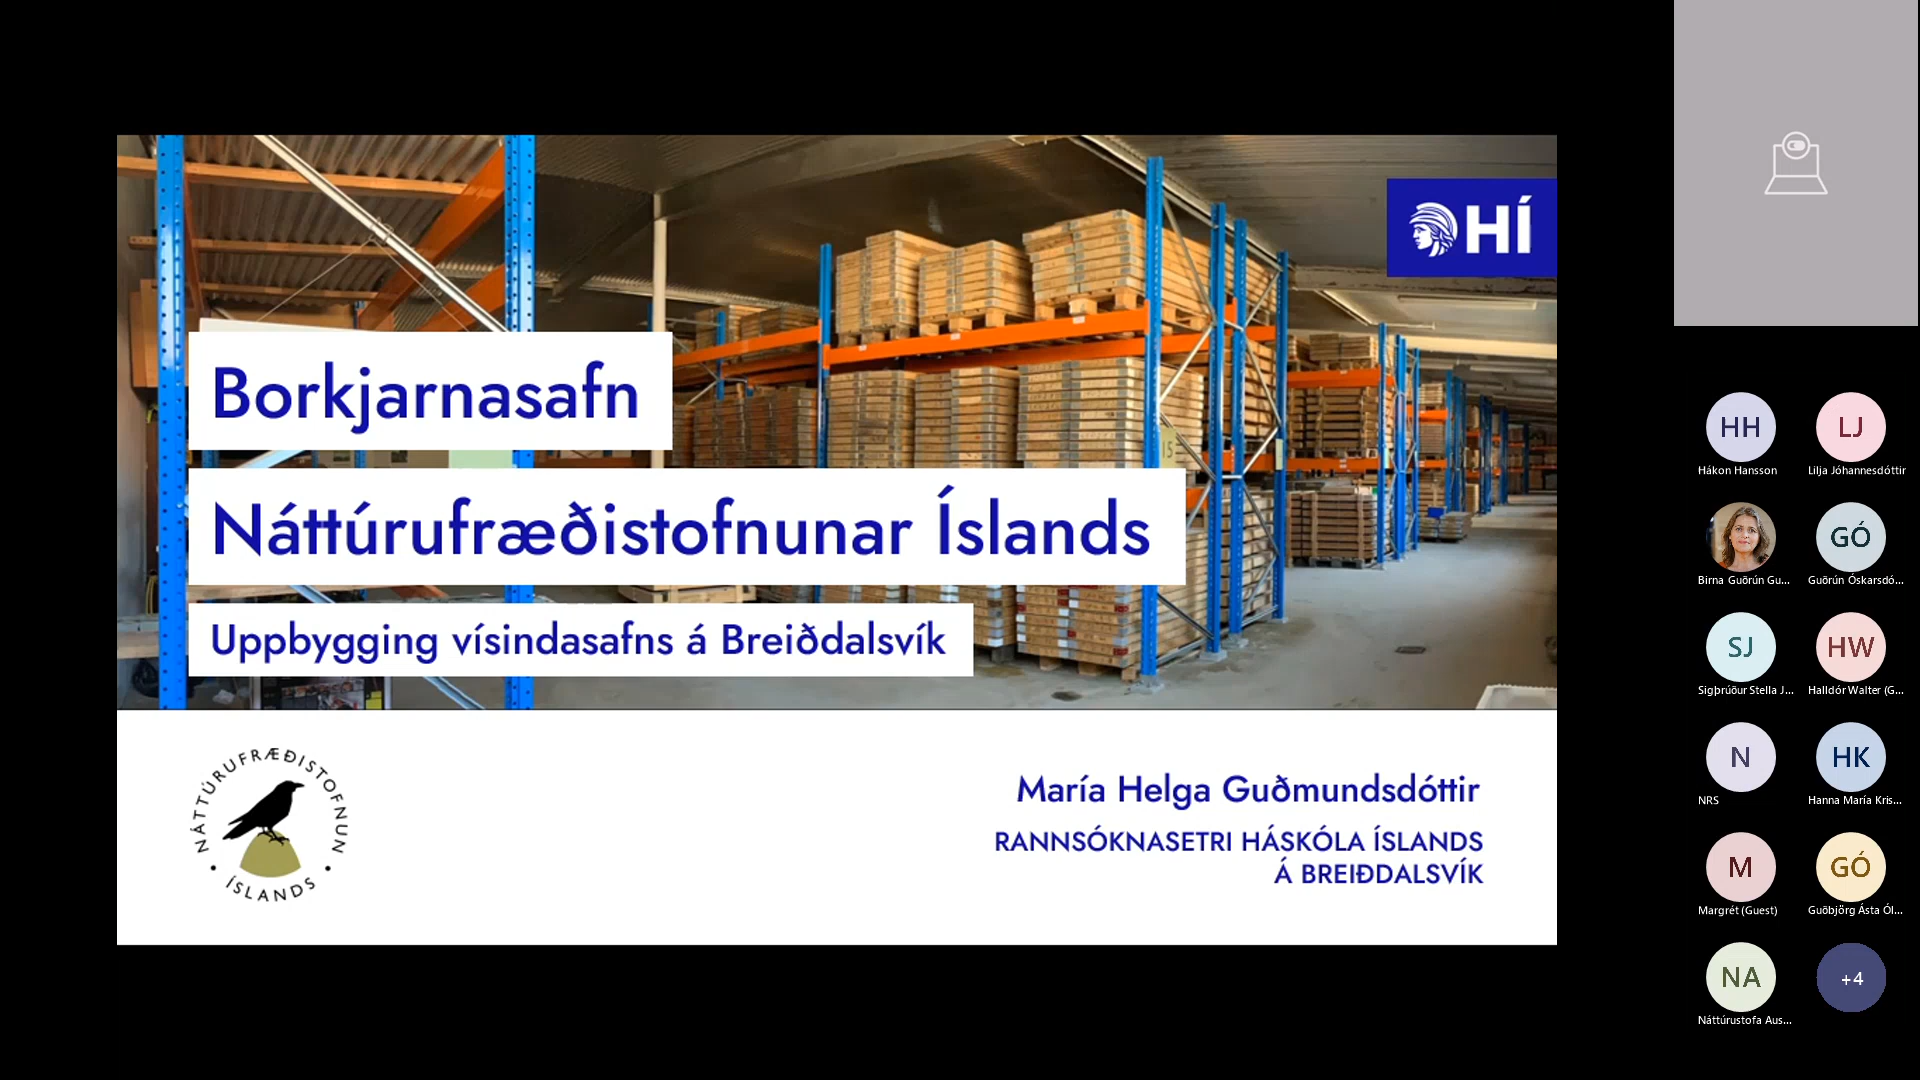 HÍ
Borkjarnasafn
Náttúrufræðistofnunar Íslands
Uppbygging vísindasafns á Breiðdalsvík
NÁTTÚRUFRÆÐISTOFNUN
• ÍSLANDS •
María Helga Guðmundsdóttir
RANNSÓKNASETRI HÁSKÓLA ÍSLANDS
Á BREIÐDALSVÍK
15
HH
LJ
Hákon Hansson
Lilja Jóhannesdóttir
GÓ
Birna Guðrún Gu...
Guðrún Óskarsdó...
SJ
HW
Sigþrúður Stella J...
Halldór Walter (G...
N
HK
NRS
Hanna María Kris...
M
GÓ
Margrét (Guest)
Guðbjörg Ásta Ól...
NA
+4
Náttúrustofa Aus...